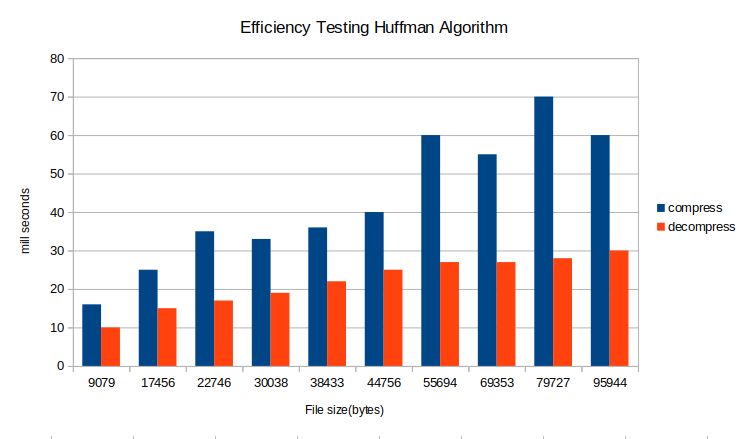 Efficiency Testing Huffman Algorithm
80
70
60
50
40
30
20
10
0
mill seconds
9079 17456 22746 30038 38433 44756 55694 69353 79727 95944
File size(bytes)
compress
decompress